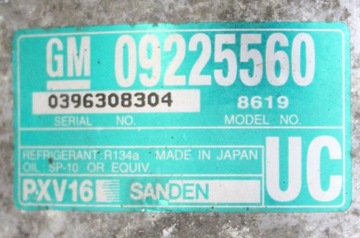 GM 09225560
0396308304 8619
SERIAL NO. MODEL NO.
REFRIGERANT:R134a MADE IN JAPAN
OIL SP-10 OR EQUIV.
PXV16 SANDEN UC